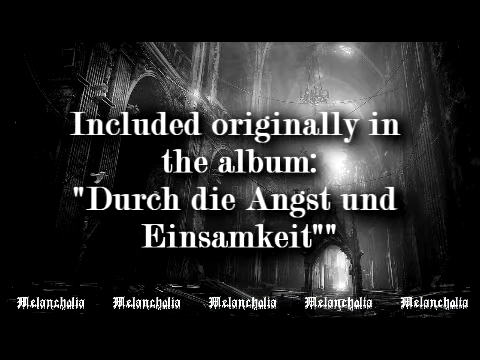 Included originally in
the album:
"Durch die Angst und
Einsamkeit""
Melancholia Melancholia Melancholia Melancholia Melancholia